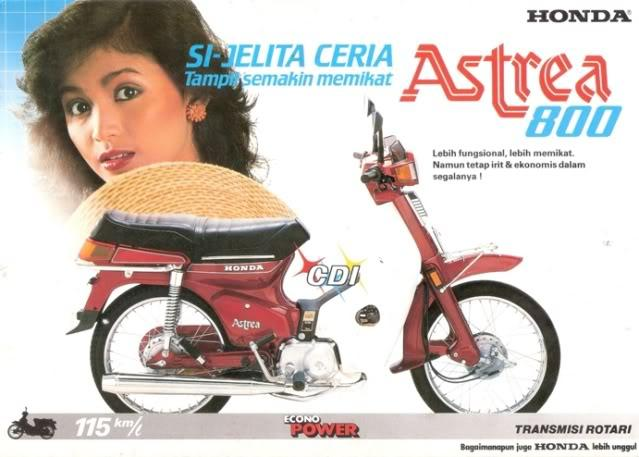 HONDA
SI-JELITA CERIA
Tampil semakin memikat
Astrea
800
Lebih fungsional, lebih memikat.
Namun tetap irit & ekonomis dalam
segalanya !
HONDA
CDI
Astrea
115 km/ℓ
ECONO
POWER
TRANSMISI ROTARI
Bagaimanapun juga HONDA lebih unggul